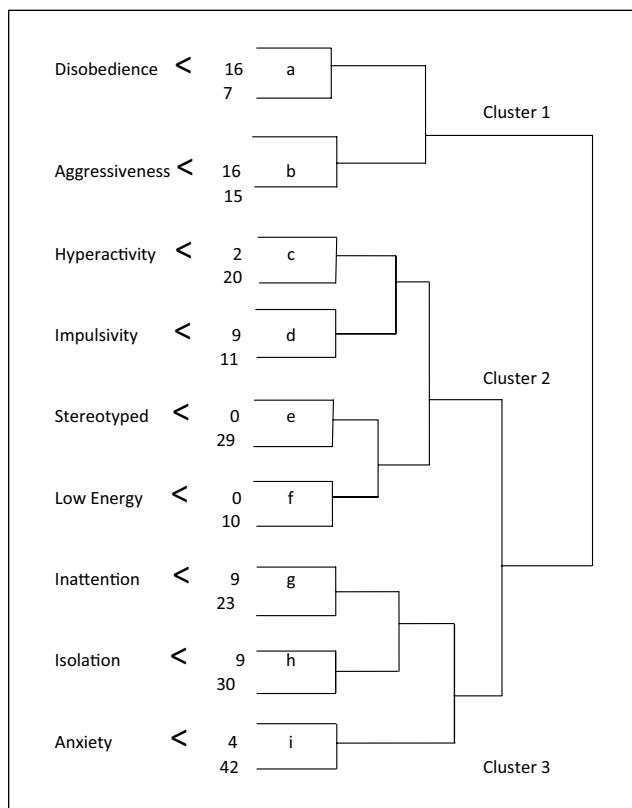 Disobedience < 16 a
7
Cluster 1
Aggressiveness < 16 b
15
Hyperactivity < 2 c
20
Impulsivity < 9 d
11
Cluster 2
Stereotyped < 0 e
29
Low Energy < 0 f
10
Inattention < 9 g
23
Isolation < 9 h
30
Anxiety < 4 i
42
Cluster 3